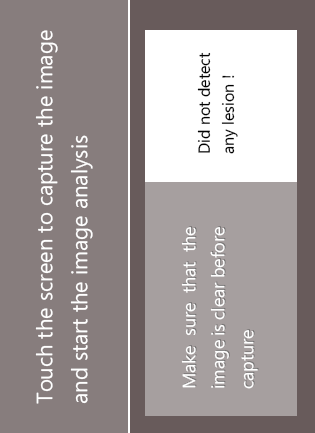 Touch the screen to capture the image
and start the image analysis
Make sure that the
image is clear before
capture
Did not detect
any lesion !